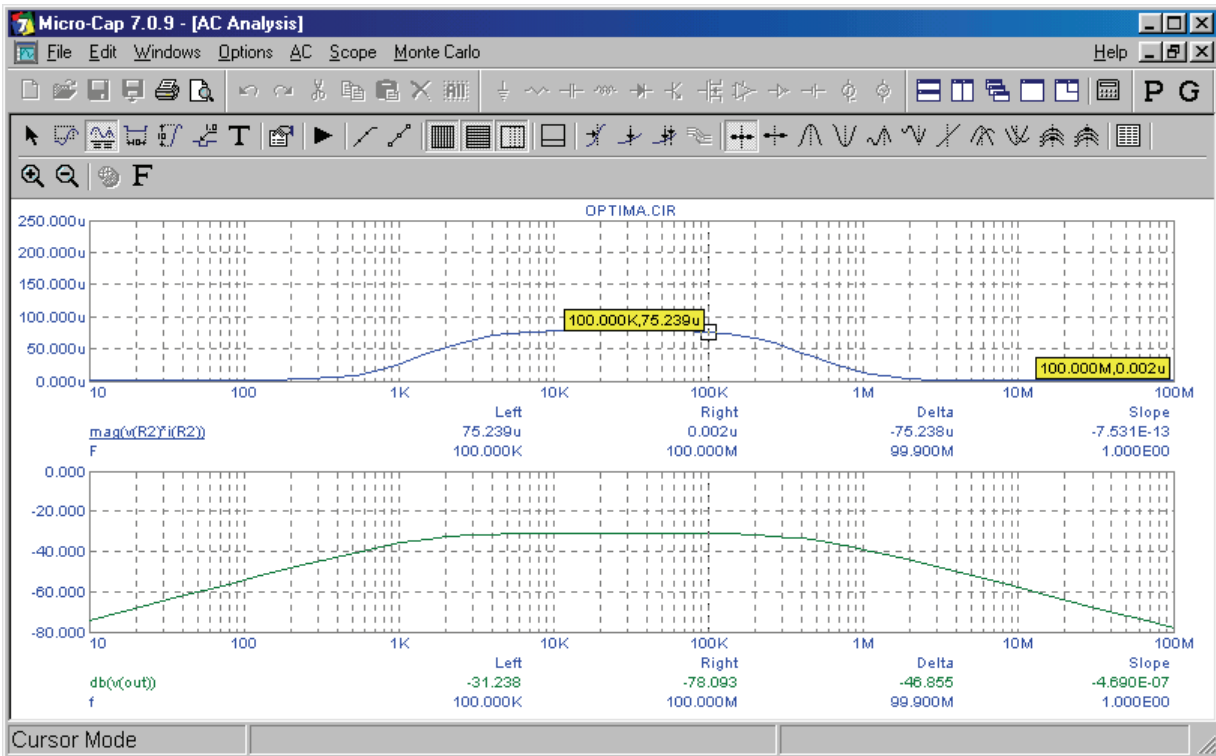 Micro-Cap 7.0.9 - [AC Analysis]
File Edit Windows Options AC Scope Monte Carlo Help
P G
T
F
OPTIMA.CIR
250.000u
200.000u
150.000u
100.000u
50.000u
0.000u
100.000K,75.239u
100.000M,0.002u
10 100 1K 10K 100K 1M 10M 100M
Left Right Delta Slope
mag(v(R2)*i(R2)) 75.239u 0.002u -75.238u -7.531E-13
F 100.000K 100.000M 99.900M 1.000E00
0.000
-20.000
-40.000
-60.000
-80.000
10 100 1K 10K 100K 1M 10M 100M
Left Right Delta Slope
db(v(out)) -31.238 -78.093 -46.855 -4.690E-07
f 100.000K 100.000M 99.900M 1.000E00
Cursor Mode